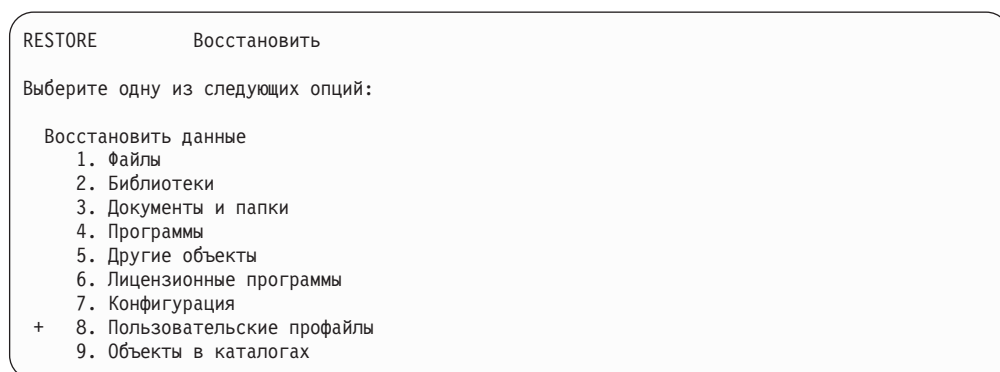 RESTORE Восстановить
Выберите одну из следующих опций:
Восстановить данные
1. Файлы
2. Библиотеки
3. Документы и папки
4. Программы
5. Другие объекты
6. Лицензионные программы
7. Конфигурация
+ 8. Пользовательские профайлы
9. Объекты в каталогах